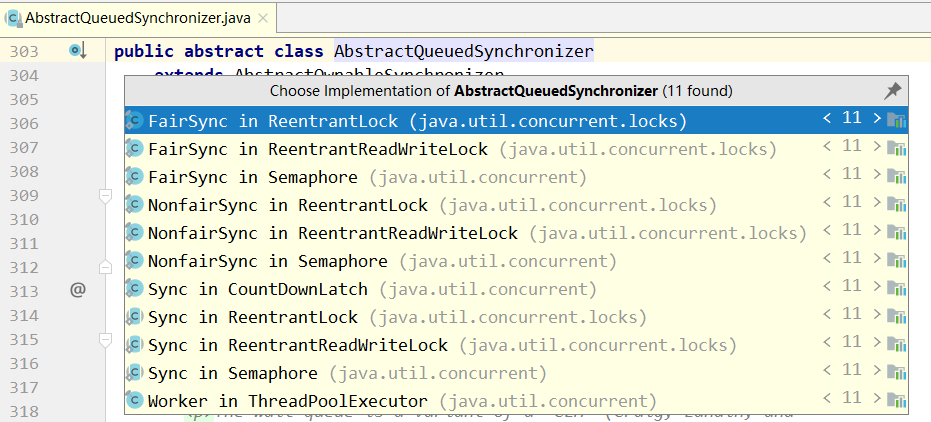 AbstractQueuedSynchronizer.java
303 public abstract class AbstractQueuedSynchronizer
304 extends AbstractOwnableSynchronizer
Choose Implementation of AbstractQueuedSynchronizer (11 found)
305
FairSync in ReentrantLock (java.util.concurrent.locks) < 11 >
306
FairSync in ReentrantReadWriteLock (java.util.concurrent.locks) < 11 >
307
FairSync in Semaphore (java.util.concurrent) < 11 >
308
NonfairSync in ReentrantLock (java.util.concurrent.locks) < 11 >
309
310
NonfairSync in ReentrantReadWriteLock (java.util.concurrent.locks) < 11 >
311
NonfairSync in Semaphore (java.util.concurrent) < 11 >
312
Sync in CountDownLatch (java.util.concurrent) < 11 >
313 @
Sync in ReentrantLock (java.util.concurrent.locks) < 11 >
314
Sync in ReentrantReadWriteLock (java.util.concurrent.locks) < 11 >
315
316
Sync in Semaphore (java.util.concurrent) < 11 >
317
Worker in ThreadPoolExecutor (java.util.concurrent) < 11 >
318